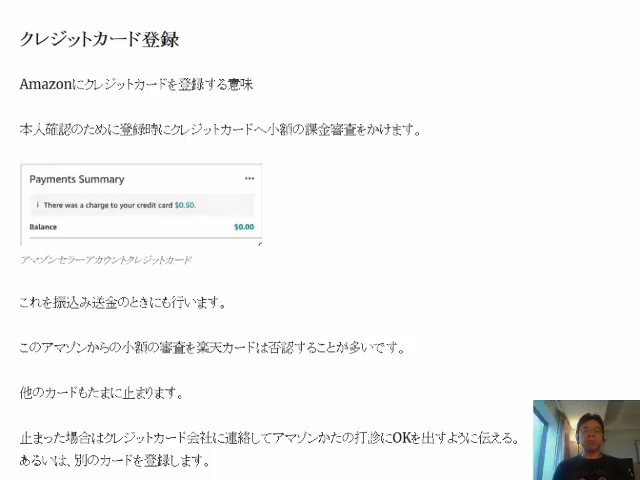 クレジットカード登録
Amazonにクレジットカードを登録する意味
本人確認のために登録時にクレジットカードへ小額の課金審査をかけます。
Payments Summary
...
i There was a charge to your credit card $0.50.
Balance $0.00
アマゾンセラーアカウントクレジットカード
これを振込み送金のときにも行います。
このアマゾンからの小額の審査を楽天カードは否認することが多いです。
他のカードもたまに止まります。
止まった場合はクレジットカード会社に連絡してアマゾンかたの打診にOKを出すように伝える。
あるいは、別のカードを登録します。